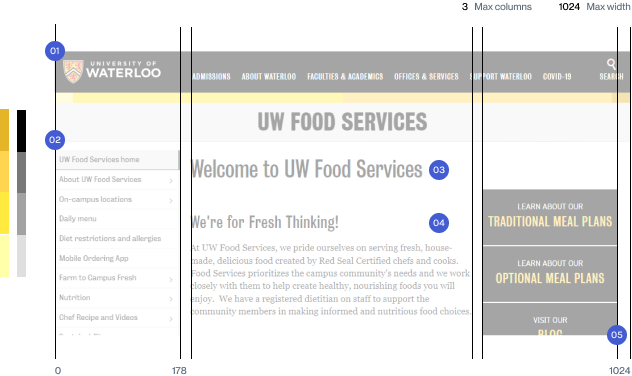 3 Max columns 1024 Max width
01
UNIVERSITY OF
WATERLOO
ADMISSIONS ABOUT WATERLOO FACULTIES & ACADEMICS OFFICES & SERVICES SUPPORT WATERLOO COVID-19 SEARCH
UW FOOD SERVICES
02
UW Food Services home
About UW Food Services
On-campus locations
Daily menu
Diet restrictions and allergies
Mobile Ordering App
Farm to Campus Fresh
Nutrition
Chef Recipe and Videos
Welcome to UW Food Services
03
We're for Fresh Thinking!
04
At UW Food Services, we pride ourselves on serving fresh, house-
made, delicious food created by Red Seal Certified chefs and cooks.
Food Services prioritizes the campus community's needs and we work
closely with them to help create healthy, nourishing foods you will
enjoy. We have a registered dietitian on staff to support the
community members in making informed and nutritious food choices.
LEARN ABOUT OUR
TRADITIONAL MEAL PLANS
LEARN ABOUT OUR
OPTIONAL MEAL PLANS
VISIT OUR
BLOG
05
0 178 1024